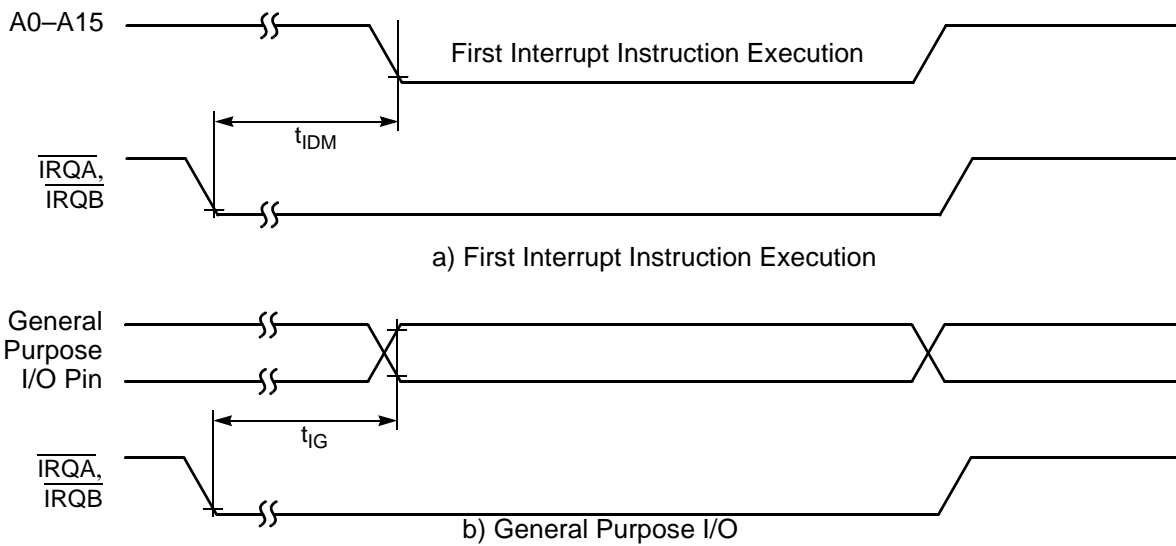 A0–A15
First Interrupt Instruction Execution
tIDM
IRQA,
IRQB
a) First Interrupt Instruction Execution
General
Purpose
I/O Pin
tIG
IRQA,
IRQB
b) General Purpose I/O